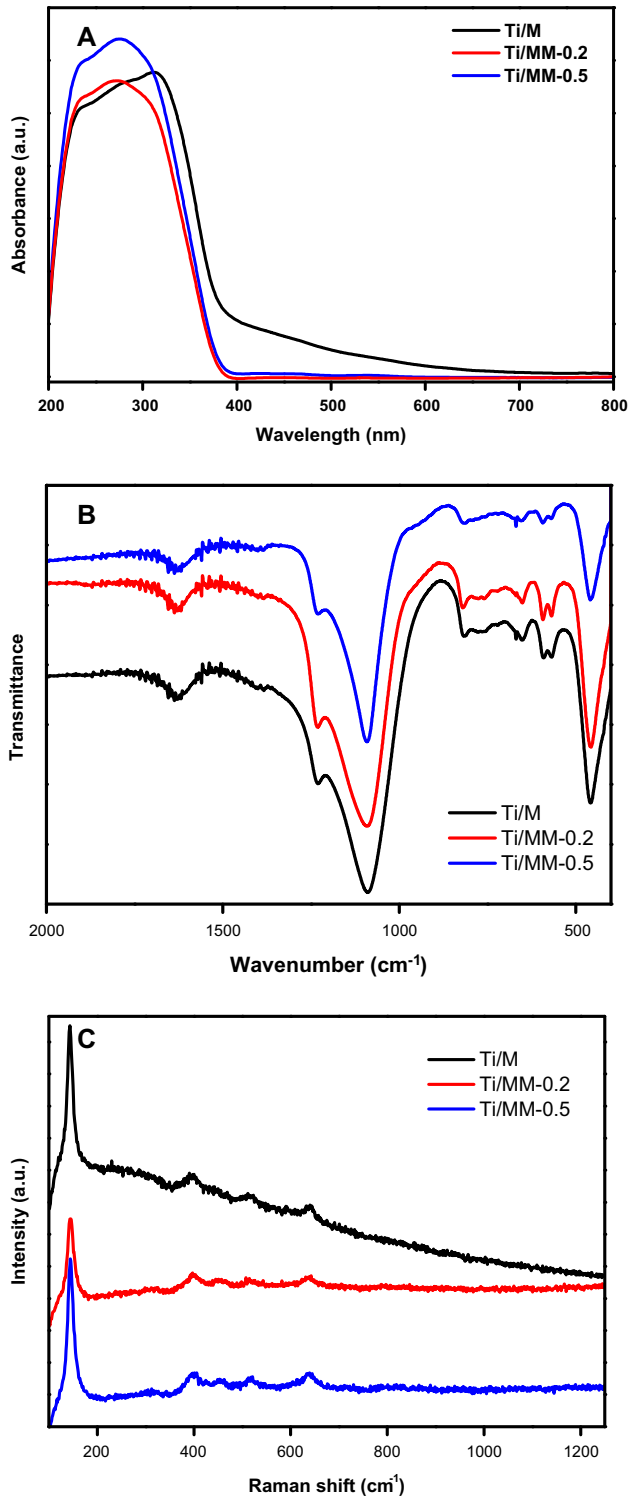 A
Ti/M
Ti/MM-0.2
Ti/MM-0.5
Absorbance (a.u.)
200 300 400 500 600 700 800
Wavelength (nm)
B
Transmittance
Ti/M
Ti/MM-0.2
Ti/MM-0.5
2000 1500 1000 500
Wavenumber (cm⁻¹)
C
Ti/M
Ti/MM-0.2
Ti/MM-0.5
Intensity (a.u.)
200 400 600 800 1000 1200
Raman shift (cm⁻¹)